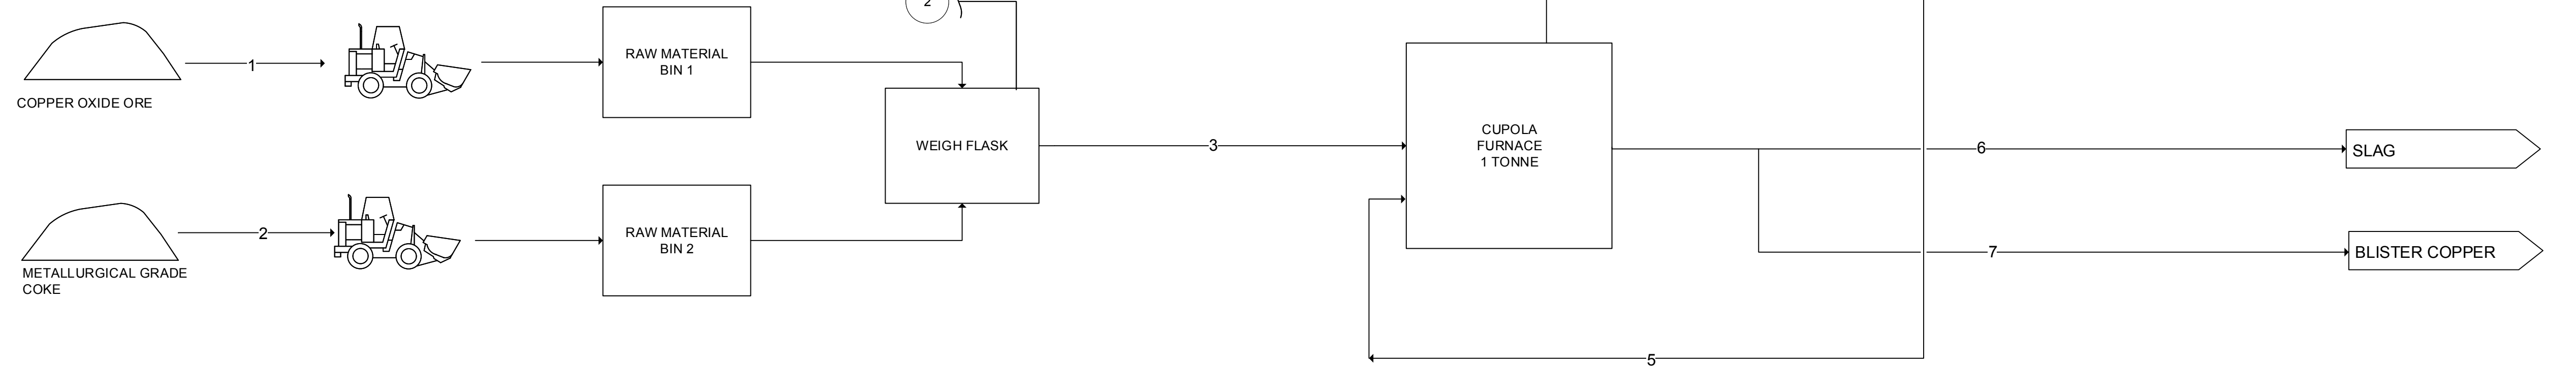 2
1
COPPER OXIDE ORE
RAW MATERIAL
BIN 1
WEIGH FLASK
3
CUPOLA
FURNACE
1 TONNE
6
SLAG
2
METALLURGICAL GRADE
COKE
RAW MATERIAL
BIN 2
7
BLISTER COPPER
5